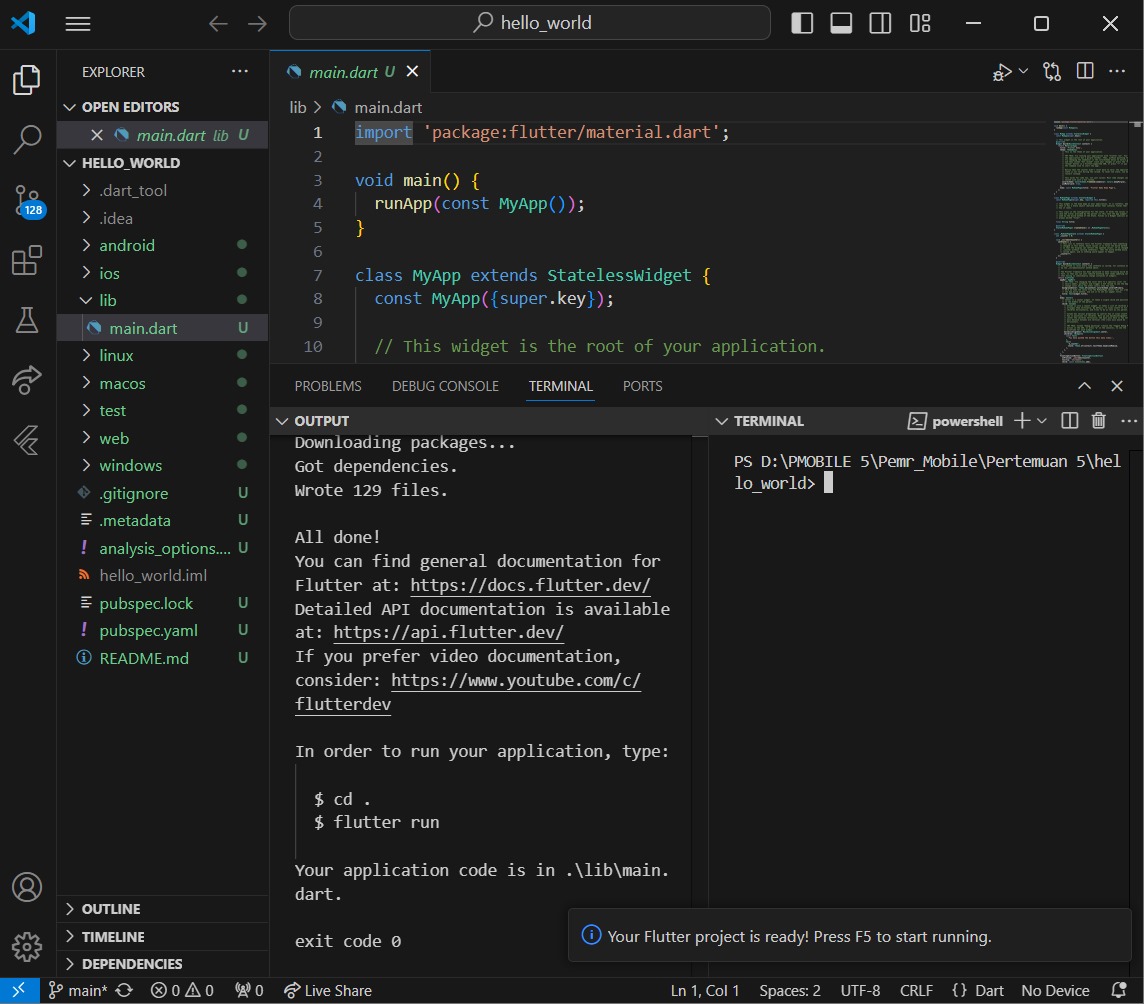 hello_world
EXPLORER
OPEN EDITORS
main.dart lib U
HELLO_WORLD
.dart_tool
.idea
android
ios
lib
main.dart U
linux
macos
test
web
windows
.gitignore U
.metadata U
analysis_options.... U
hello_world.iml
pubspec.lock U
pubspec.yaml U
README.md U
OUTLINE
TIMELINE
DEPENDENCIES
128
main.dart U
lib > main.dart
1 import 'package:flutter/material.dart';
2
3 void main() {
4 runApp(const MyApp());
5 }
6
7 class MyApp extends StatelessWidget {
8 const MyApp({super.key});
9
10 // This widget is the root of your application.
PROBLEMS DEBUG CONSOLE TERMINAL PORTS
OUTPUT
Downloading packages...
Got dependencies.
Wrote 129 files.
All done!
You can find general documentation for
Flutter at: https://docs.flutter.dev/
Detailed API documentation is available
at: https://api.flutter.dev/
If you prefer video documentation,
consider: https://www.youtube.com/c/
flutterdev
In order to run your application, type:
$ cd .
$ flutter run
Your application code is in .\lib\main.
dart.
exit code 0
TERMINAL powershell
PS D:\PMOBILE 5\Pemr_Mobile\Pertemuan 5\hel
lo_world>
Your Flutter project is ready! Press F5 to start running.
main* 0 0 0 Live Share Ln 1, Col 1 Spaces: 2 UTF-8 CRLF {} Dart No Device